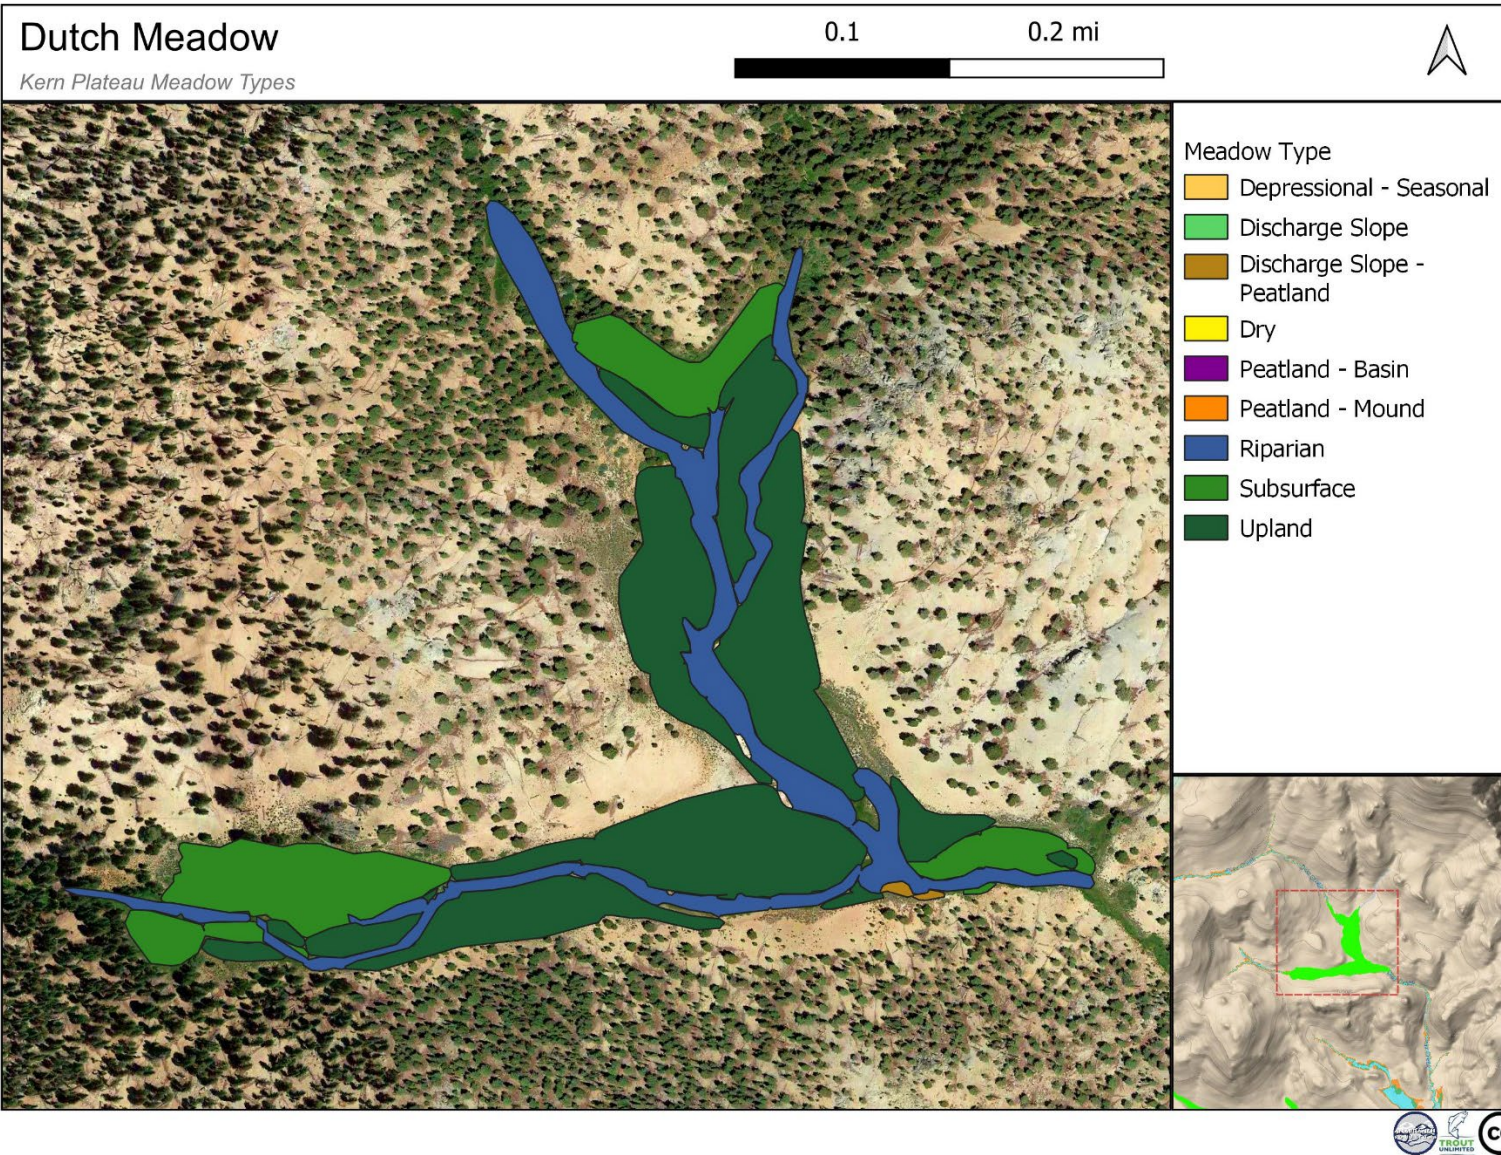 Dutch Meadow
Kern Plateau Meadow Types
0.1
0.2 mi
Meadow Type
Depressional - Seasonal
Discharge Slope
Discharge Slope -
Peatland
Dry
Peatland - Basin
Peatland - Mound
Riparian
Subsurface
Upland
TROUT
UNLIMITED